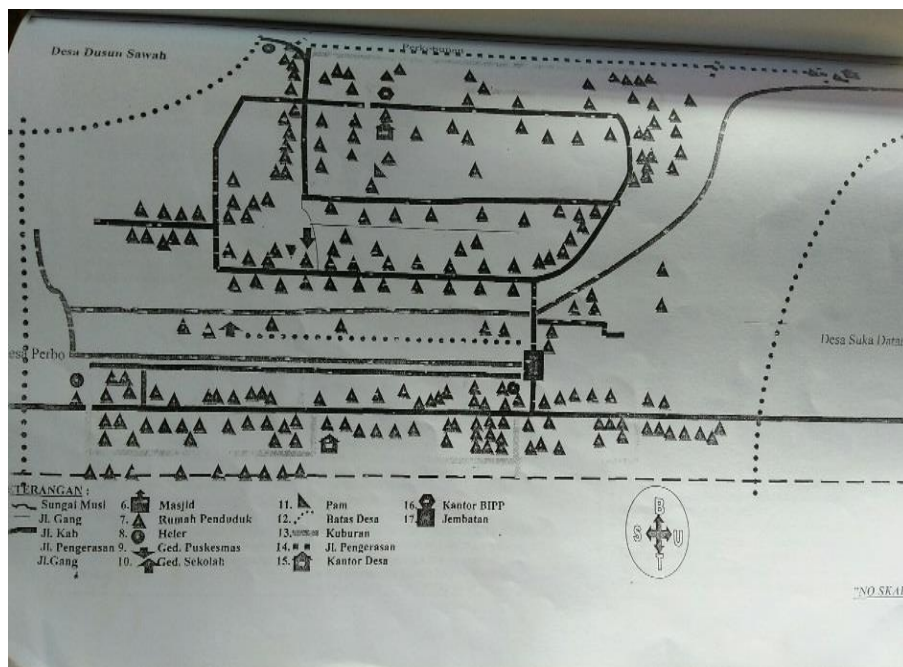 Desa Dusun Sawah
Perkebunan
Desa Perbo
Desa Suka Datang
KETERANGAN :
Sungai Musi
Jl. Gang
Jl. Kab
Jl. Pengerasan
Jl.Gang
6. Masjid
7. Rumah Penduduk
8. Heler
9. Ged. Puskesmas
10. Ged. Sekolah
11. Pam
12. Batas Desa
13. Kuburan
14. Jl. Pengerasan
15. Kantor Desa
16. Kantor BIPP
17. Jembatan
B
S U
T
"NO SKAL